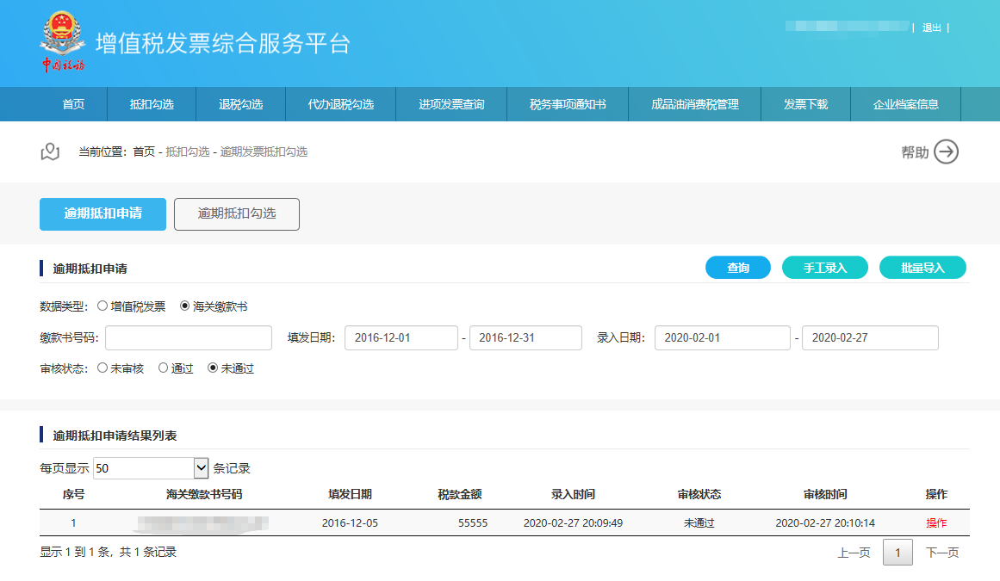 中国税务
增值税发票综合服务平台
| 退出 |
首页 抵扣勾选 退税勾选 代办退税勾选 进项发票查询 税务事项通知书 成品油消费税管理 发票下载 企业档案信息
当前位置：首页 - 抵扣勾选 - 逾期发票抵扣勾选 帮助
逾期抵扣申请 逾期抵扣勾选
逾期抵扣申请 查询 手工录入 批量导入
数据类型： 增值税发票 海关缴款书
缴款书号码： 填发日期： 2016-12-01 - 2016-12-31 录入日期： 2020-02-01 - 2020-02-27
审核状态： 未审核 通过 未通过
逾期抵扣申请结果列表
每页显示 50 条记录
序号 海关缴款书号码 填发日期 税款金额 录入时间 审核状态 审核时间 操作
1 2016-12-05 55555 2020-02-27 20:09:49 未通过 2020-02-27 20:10:14 操作
显示 1 到 1 条，共 1 条记录 上一页 1 下一页